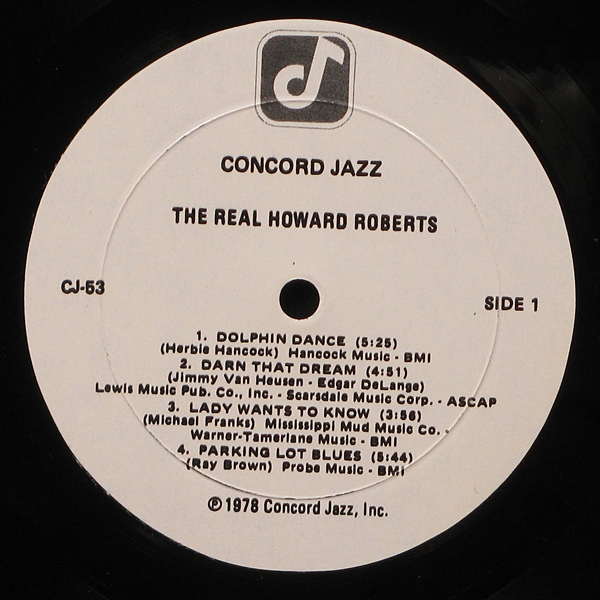 CONCORD JAZZ
THE REAL HOWARD ROBERTS
CJ-53
SIDE 1
1. DOLPHIN DANCE (5:25)
(Herbie Hancock) Hancock Music - BMI
2. DARN THAT DREAM (4:51)
(Jimmy Van Heusen - Edgar DeLange)
Lewis Music Pub. Co., Inc. - Scarsdale Music Corp. - ASCAP
3. LADY WANTS TO KNOW (3:56)
(Michael Franks) Mississippi Mud Music Co. -
Warner-Tamerlane Music - BMI
4. PARKING LOT BLUES (5:44)
(Ray Brown) Probe Music - BMI
℗ 1978 Concord Jazz, Inc.